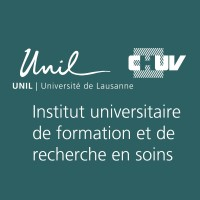 Unil
CHUV
UNIL | Université de Lausanne
Institut universitaire
de formation et de
recherche en soins